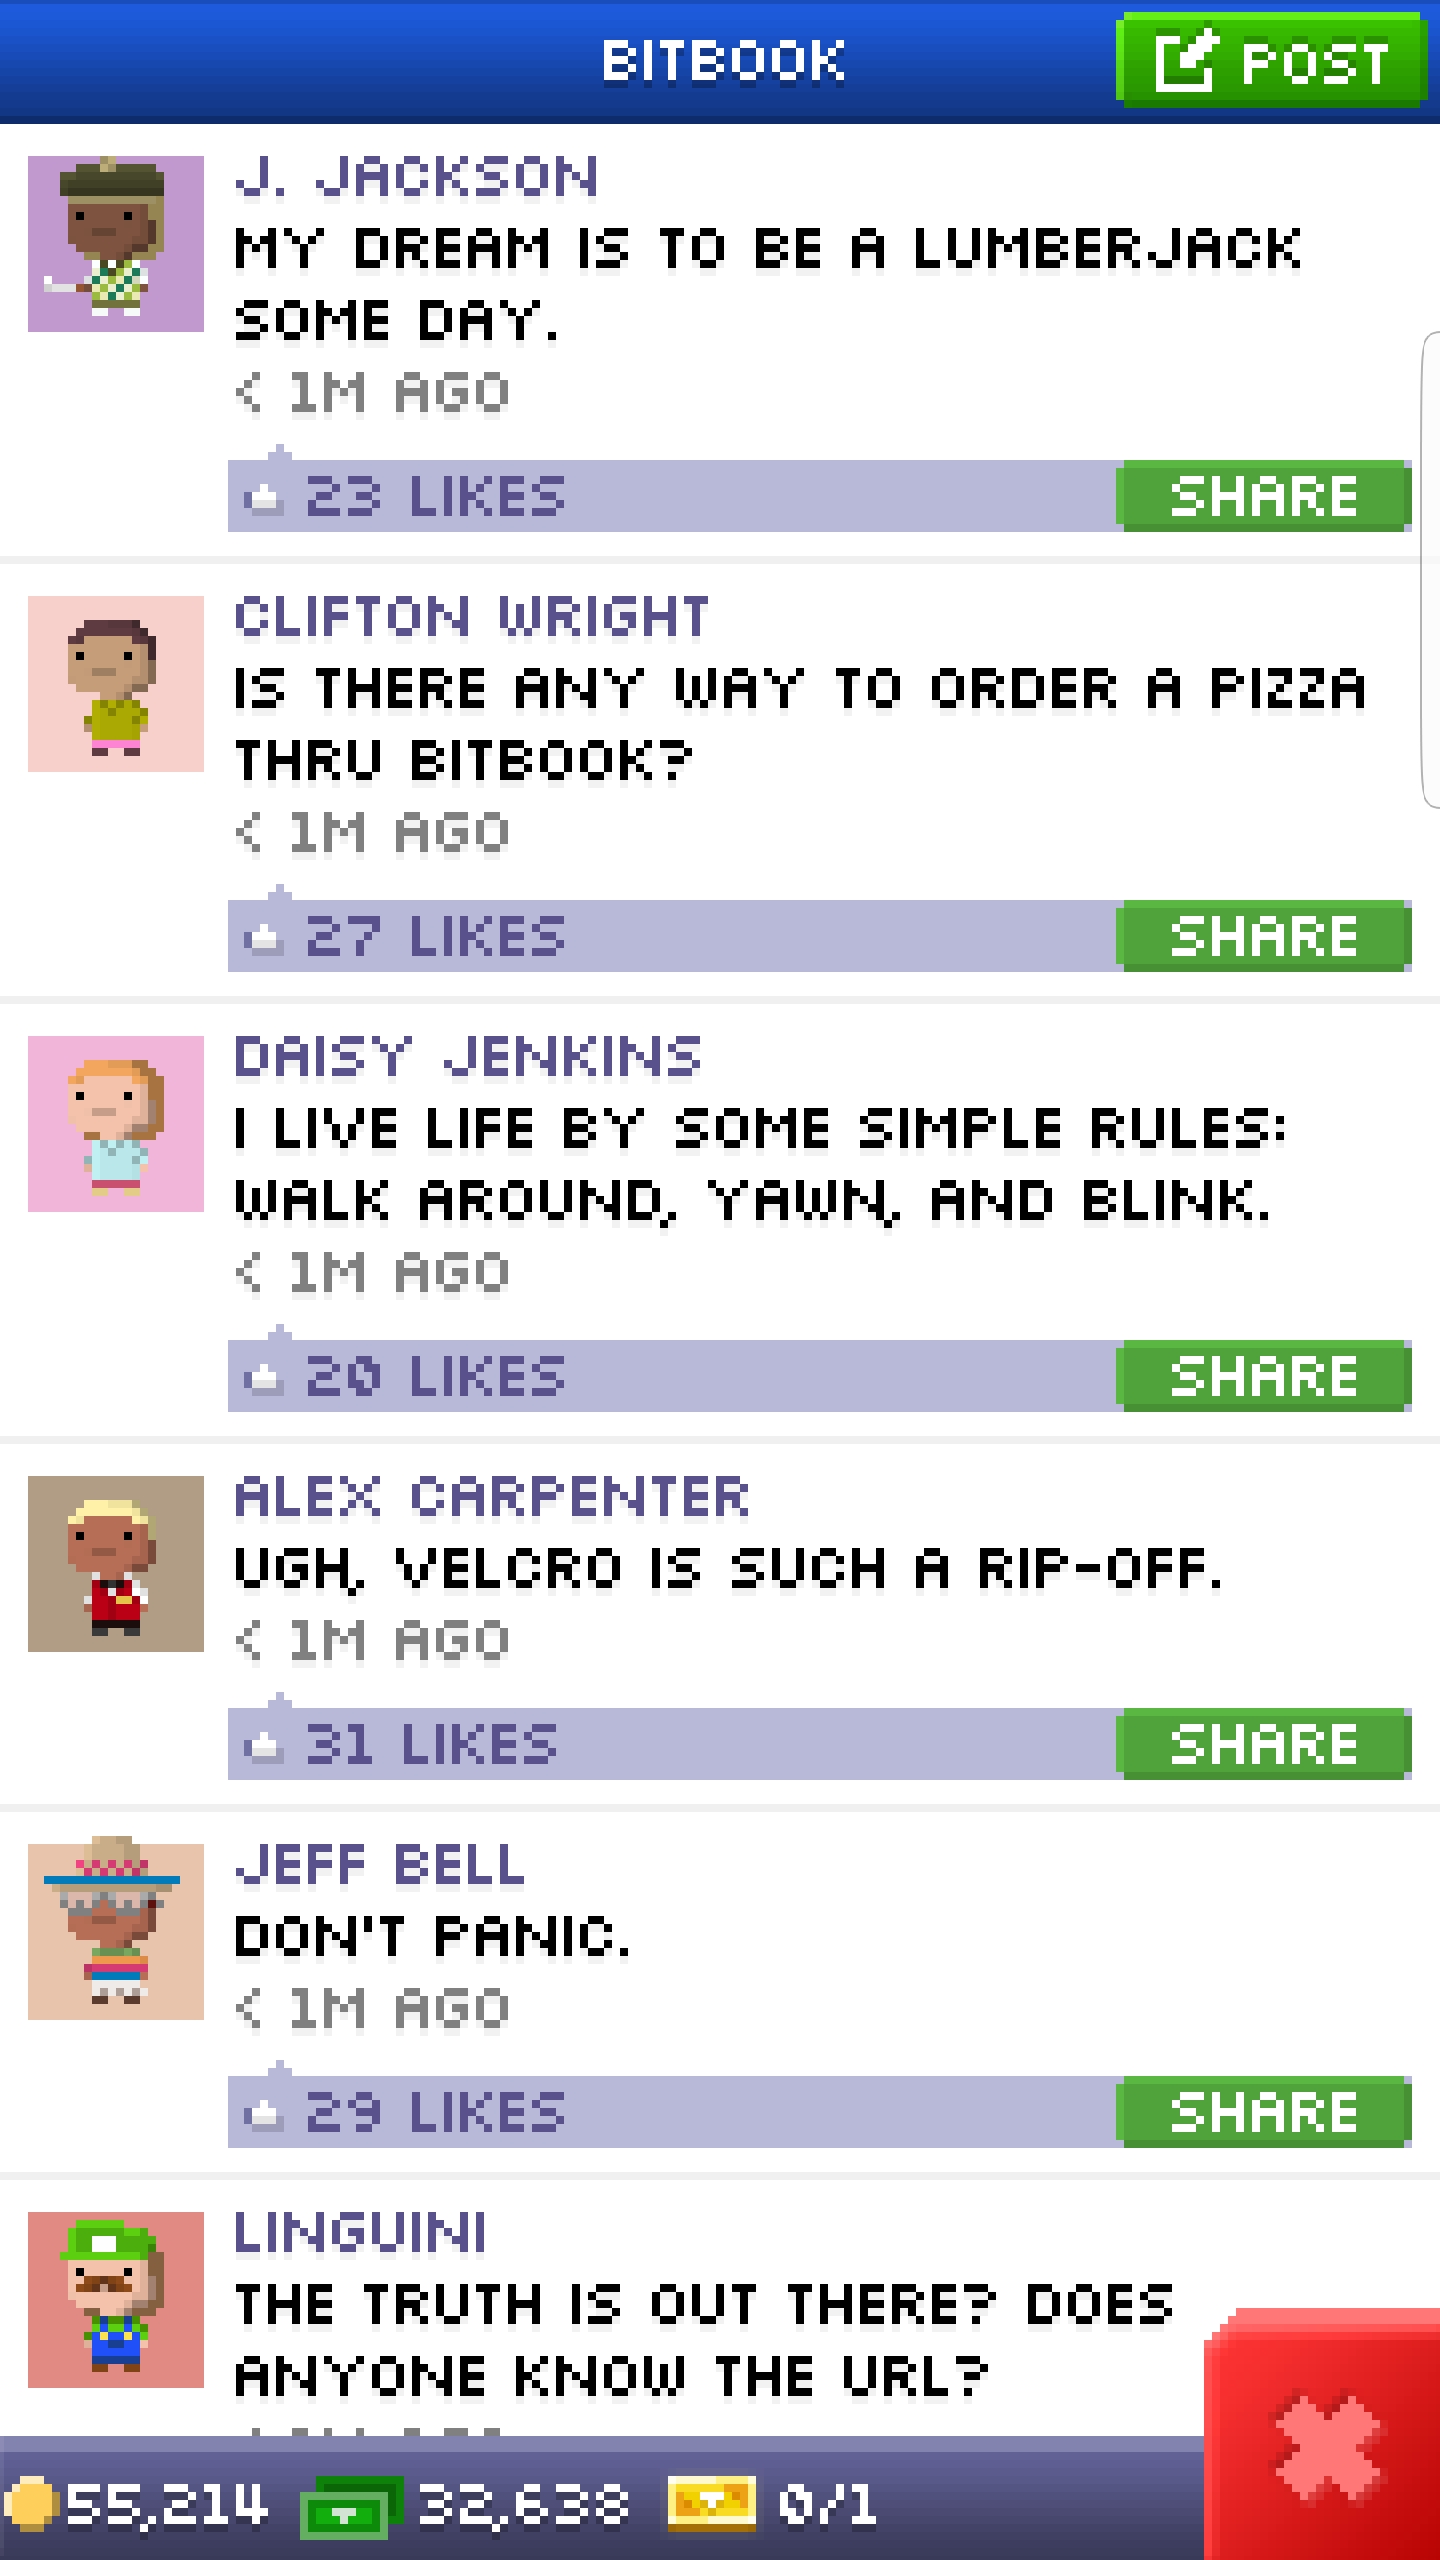 BITBOOK
POST
J. JACKSON
MY DREAM IS TO BE A LUMBERJACK
SOME DAY.
< 1M AGO
23 LIKES
SHARE
CLIFTON WRIGHT
IS THERE ANY WAY TO ORDER A PIZZA
THRU BITBOOK?
< 1M AGO
27 LIKES
SHARE
DAISY JENKINS
I LIVE LIFE BY SOME SIMPLE RULES:
WALK AROUND, YAWN, AND BLINK.
< 1M AGO
20 LIKES
SHARE
ALEX CARPENTER
UGH, VELCRO IS SUCH A RIP-OFF.
< 1M AGO
31 LIKES
SHARE
JEFF BELL
DON'T PANIC.
< 1M AGO
29 LIKES
SHARE
LINGUINI
THE TRUTH IS OUT THERE? DOES
ANYONE KNOW THE URL?
55,214
32,638
0/1